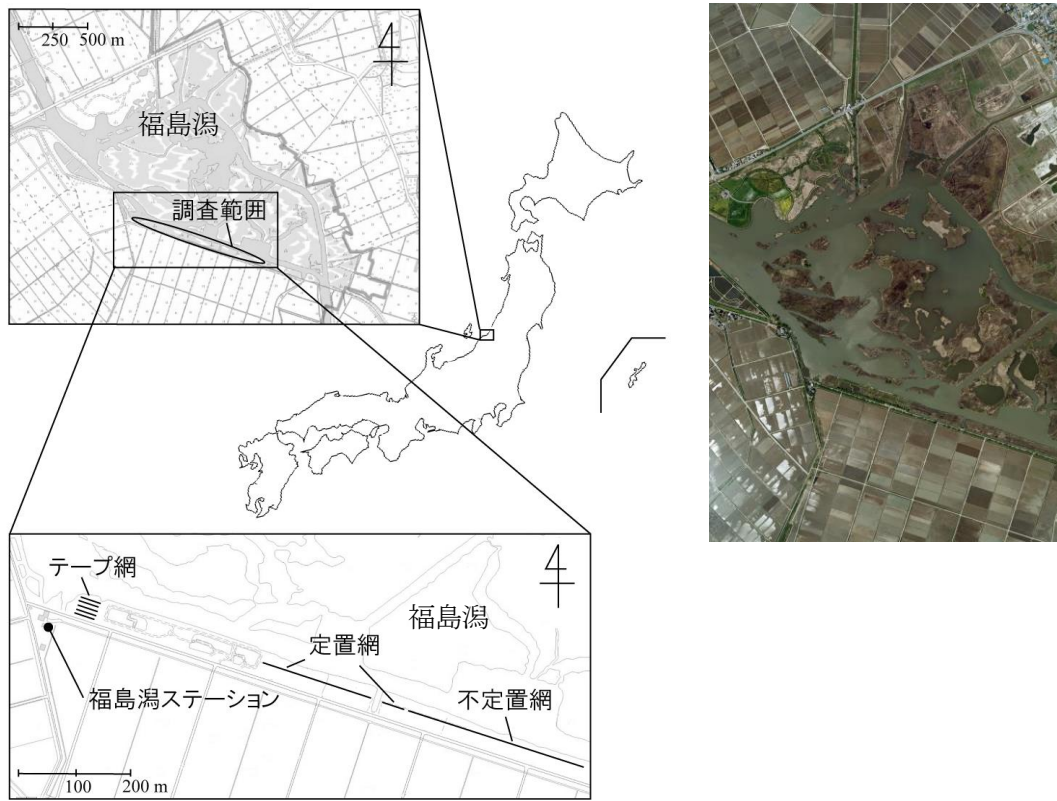 250 500 m
福島潟
調査範囲
テープ網
福島潟
定置網
不定置網
福島潟ステーション
100 200 m